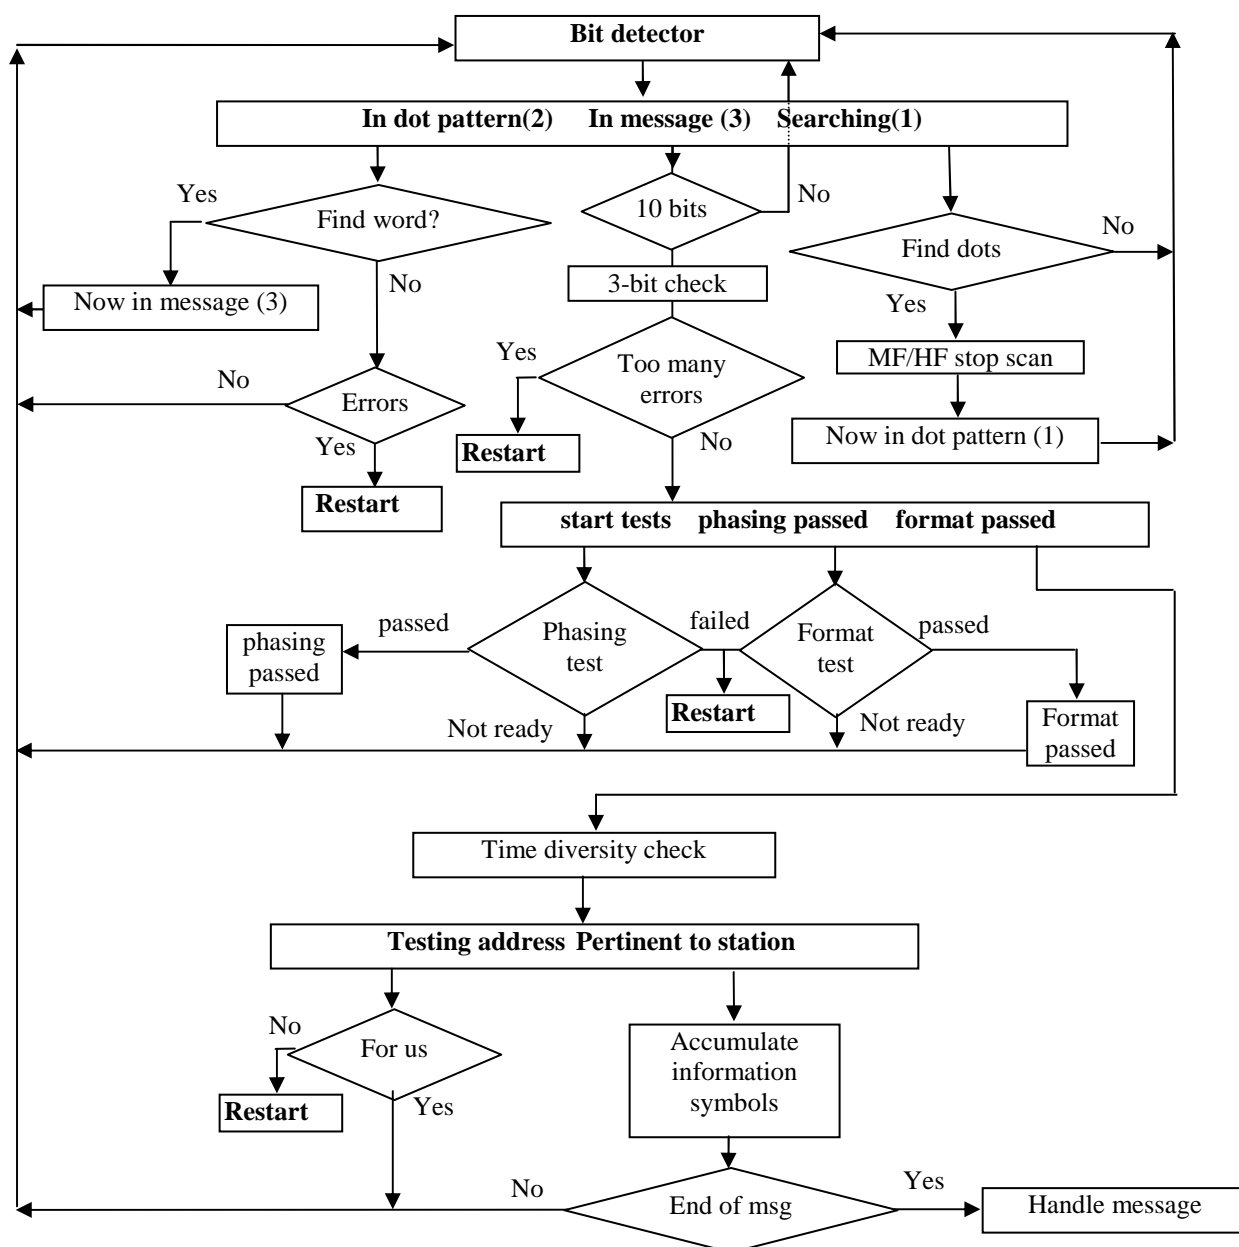 Bit detector
In dot pattern(2) In message (3) Searching(1)
Yes
Find word?
10 bits
No
Find dots
No
No
3-bit check
Now in message (3)
Yes
Yes
Too many
errors
MF/HF stop scan
No
Errors
Now in dot pattern (1)
Yes
Restart
No
Restart
start tests phasing passed format passed
passed
Phasing
test
failed
Format
test
passed
phasing
passed
Restart
Not ready
Not ready
Format
passed
Time diversity check
Testing address Pertinent to station
No
For us
Accumulate
information
symbols
Restart
Yes
No
End of msg
Yes
Handle message